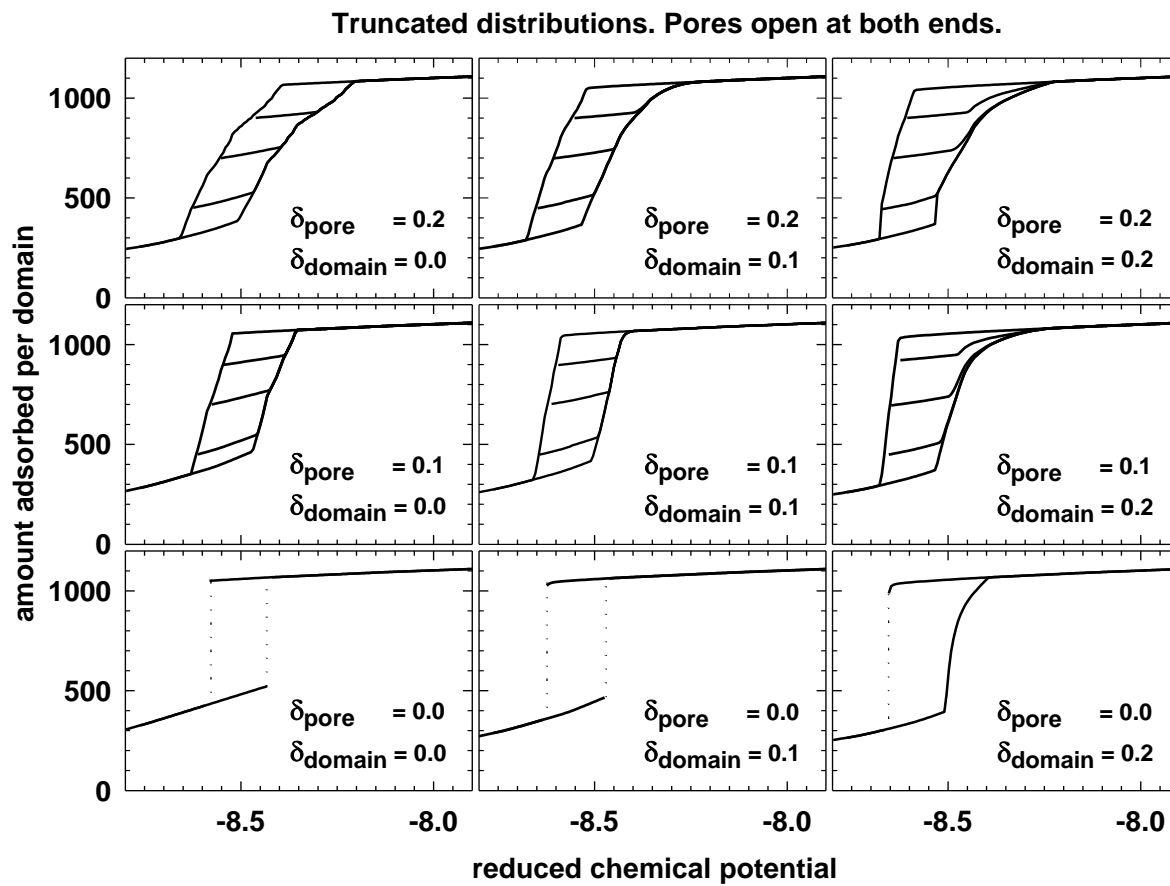 Truncated distributions. Pores open at both ends.
amount adsorbed per domain
1000
500
0
δpore = 0.2
δdomain = 0.0
δpore = 0.2
δdomain = 0.1
δpore = 0.2
δdomain = 0.2
1000
500
0
δpore = 0.1
δdomain = 0.0
δpore = 0.1
δdomain = 0.1
δpore = 0.1
δdomain = 0.2
1000
500
0
δpore = 0.0
δdomain = 0.0
δpore = 0.0
δdomain = 0.1
δpore = 0.0
δdomain = 0.2
-8.5 -8.0 -8.5 -8.0 -8.5 -8.0
reduced chemical potential